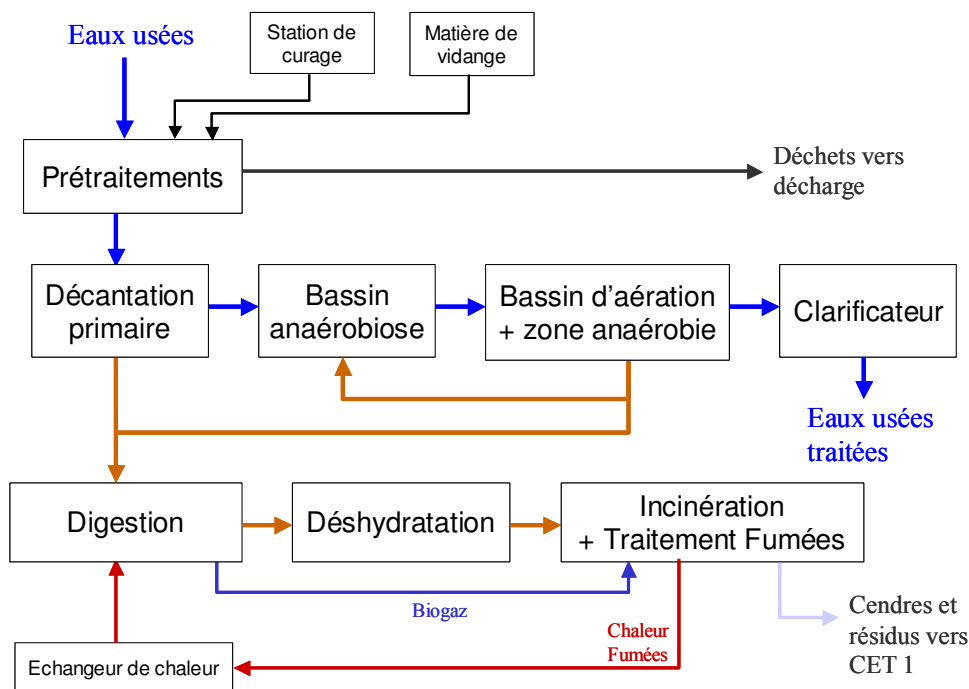 Eaux usées
Station de
curage
Matière de
vidange
Prétraitements
Déchets vers
décharge
Décantation
primaire
Bassin
anaérobiose
Bassin d'aération
+ zone anaérobie
Clarificateur
Eaux usées
traitées
Digestion
Déshydratation
Incinération
+ Traitement Fumées
Biogaz
Chaleur
Fumées
Cendres et
résidus vers
CET 1
Echangeur de chaleur